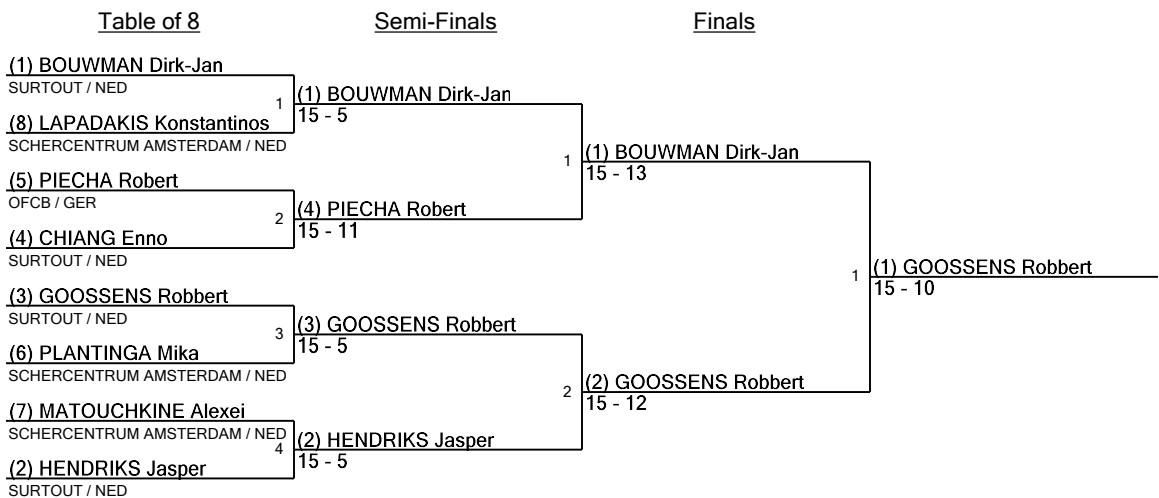 Table of 8
Semi-Finals
Finals
(1) BOUWMAN Dirk-Jan
SURTOUT / NED
1
(8) LAPADAKIS Konstantinos
SCHERCENTRUM AMSTERDAM / NED
(5) PIECHA Robert
OFCB / GER
2
(4) CHIANG Enno
SURTOUT / NED
(3) GOOSSENS Robbert
SURTOUT / NED
3
(6) PLANTINGA Mika
SCHERCENTRUM AMSTERDAM / NED
(7) MATOUCHKINE Alexei
SCHERCENTRUM AMSTERDAM / NED
4
(2) HENDRIKS Jasper
SURTOUT / NED
(1) BOUWMAN Dirk-Jan
15 - 5
1
(4) PIECHA Robert
15 - 11
(3) GOOSSENS Robbert
15 - 5
2
(2) HENDRIKS Jasper
15 - 5
(1) BOUWMAN Dirk-Jan
15 - 13
1
(2) GOOSSENS Robbert
15 - 12
(1) GOOSSENS Robbert
15 - 10